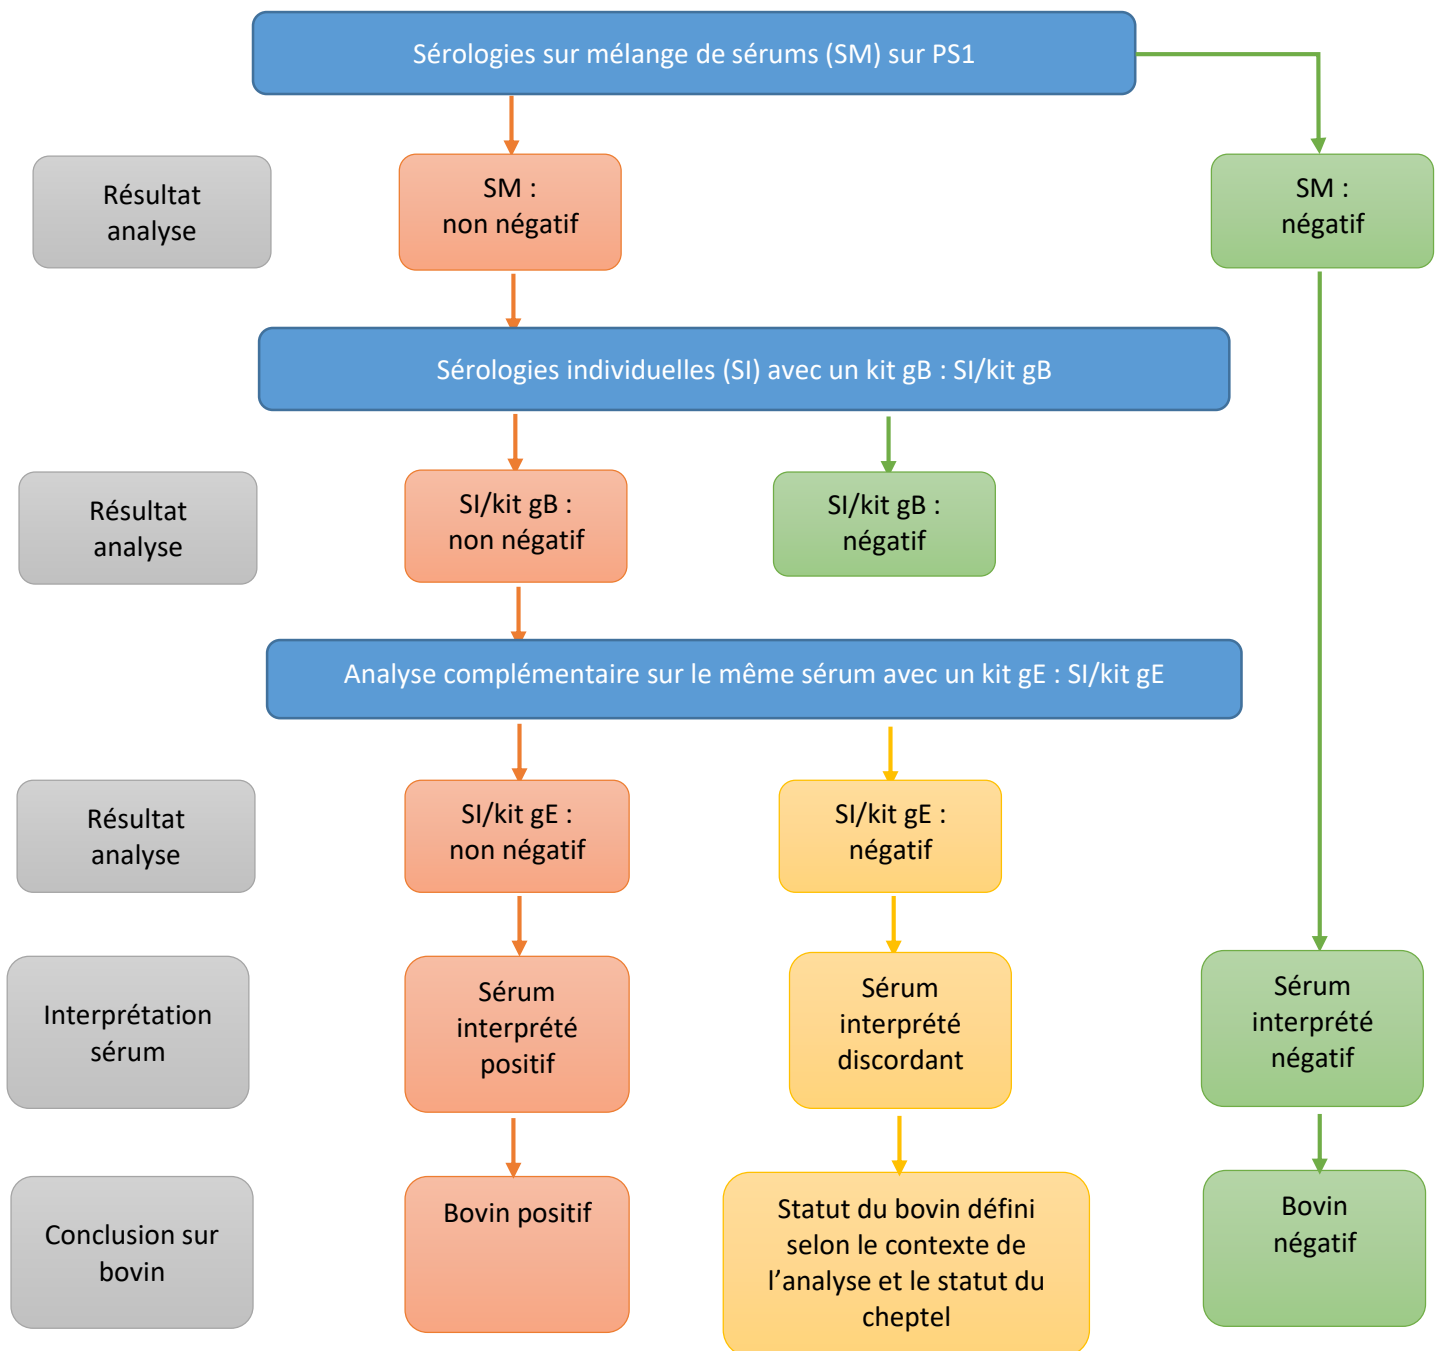 Sérologies sur mélange de sérums (SM) sur PS1
Résultat
analyse
SM :
non négatif
SM :
négatif
Sérologies individuelles (SI) avec un kit gB : SI/kit gB
Résultat
analyse
SI/kit gB :
non négatif
SI/kit gB :
négatif
Analyse complémentaire sur le même sérum avec un kit gE : SI/kit gE
Résultat
analyse
SI/kit gE :
non négatif
SI/kit gE :
négatif
Interprétation
sérum
Sérum
interprété
positif
Sérum
interprété
discordant
Sérum
interprété
négatif
Conclusion sur
bovin
Bovin positif
Statut du bovin défini
selon le contexte de
l’analyse et le statut du
cheptel
Bovin
négatif